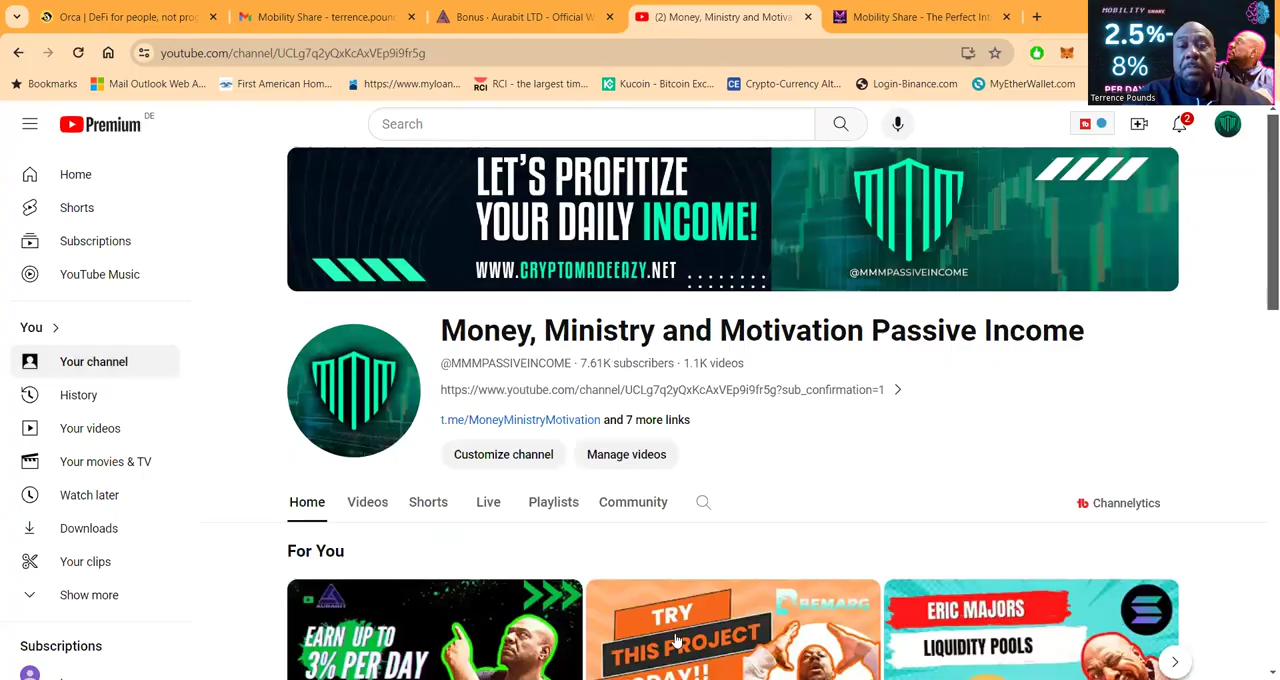 Orca | DeFi for people, not prog
Mobility Share - terrence.poun
Bonus - Aurabit LTD - Official W
(2) Money, Ministry and Motiva
Mobility Share - The Perfect Int
youtube.com/channel/UCLg7q2yQxKcAxVEp9i9fr5g
Bookmarks
Mail Outlook Web A...
First American Hom...
https://www.myloan...
RCI
RCI - the largest tim...
Kucoin - Bitcoin Exc...
CE
Crypto-Currency Alt...
Login-Binance.com
MyEtherWallet.com
MOBILITY SHARE
2.5%-
8%
PER DAY
Terrence Pounds
Premium
DE
Search
2
Home
Shorts
Subscriptions
YouTube Music
You
Your channel
History
Your videos
Your movies & TV
Watch later
Downloads
Your clips
Show more
Subscriptions
LET'S PROFITIZE
YOUR DAILY INCOME!
WWW.CRYPTOMADEEAZY.NET
@MMMPASSIVEINCOME
Money, Ministry and Motivation Passive Income
@MMMPASSIVEINCOME · 7.61K subscribers · 1.1K videos
https://www.youtube.com/channel/UCLg7q2yQxKcAxVEp9i9fr5g?sub_confirmation=1
t.me/MoneyMinistryMotivation and 7 more links
Customize channel
Manage videos
Home
Videos
Shorts
Live
Playlists
Community
Channelytics
For You
AURABIT
EARN UP TO
3% PER DAY
BEMARG
TRY
THIS PROJECT
TODAY!!
ERIC MAJORS
LIQUIDITY POOLS